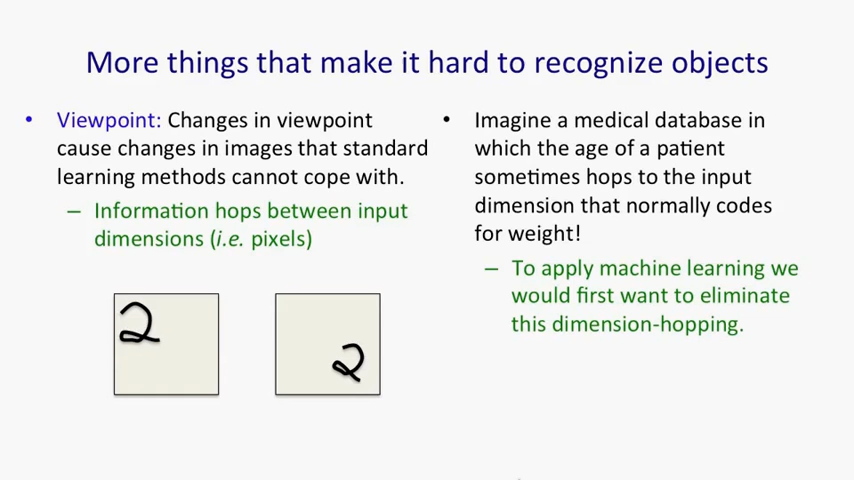 More things that make it hard to recognize objects
• Viewpoint: Changes in viewpoint
cause changes in images that standard
learning methods cannot cope with.
– Information hops between input
dimensions (i.e. pixels)
2
2
• Imagine a medical database in
which the age of a patient
sometimes hops to the input
dimension that normally codes
for weight!
– To apply machine learning we
would first want to eliminate
this dimension-hopping.